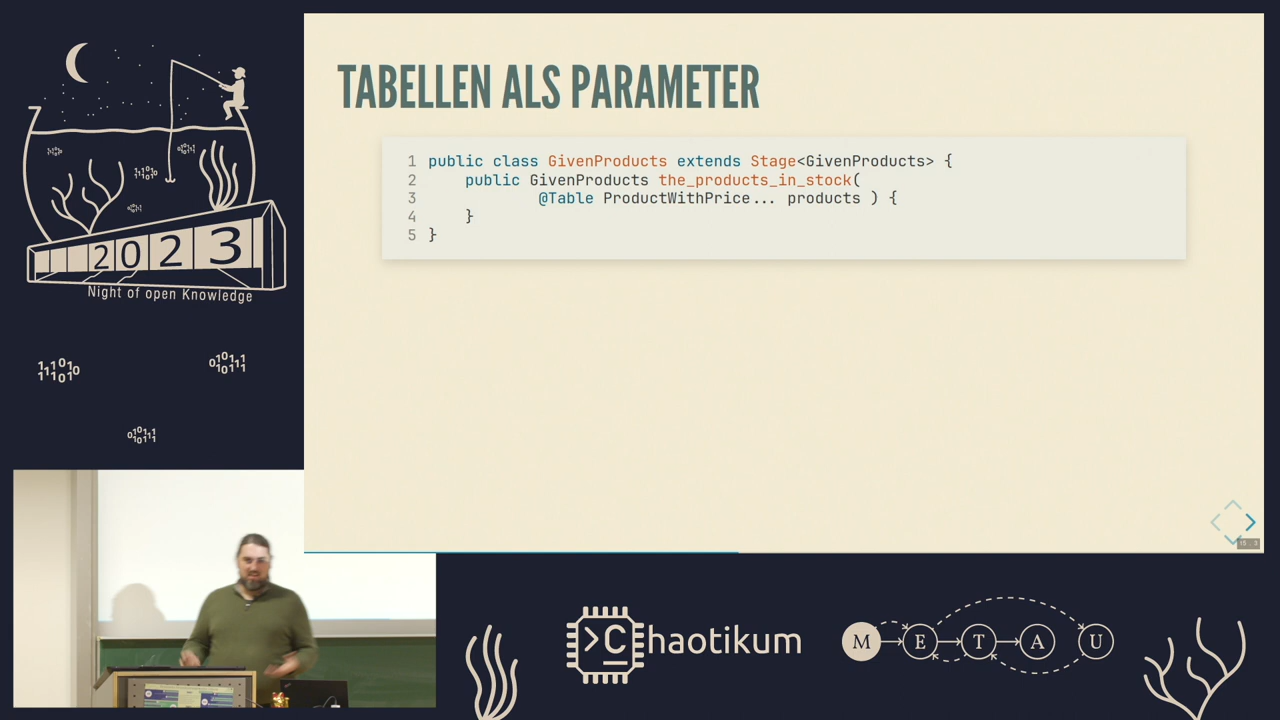 TABELLEN ALS PARAMETER
1 public class GivenProducts extends Stage<GivenProducts> {
2 public GivenProducts the_products_in_stock(
3 @Table ProductWithPrice... products ) {
4 }
5 }
2023
Night of open Knowledge
>C haotikum
M E T A U